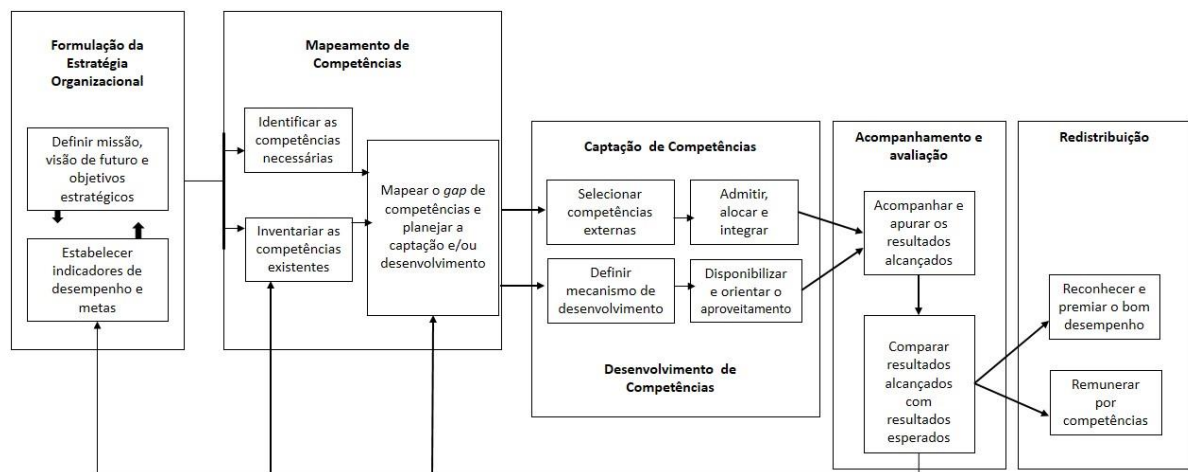 Formulação da
Estratégia
Organizacional
Definir missão,
visão de futuro e
objetivos
estratégicos
Estabelecer
indicadores de
desempenho e
metas
Mapeamento de
Competências
Identificar as
competências
necessárias
Inventariar as
competências
existentes
Mapear o gap de
competências e
planejar a
captação e/ou
desenvolvimento
Captação de Competências
Selecionar
competências
externas
Admitir,
alocar e
integrar
Definir
mecanismo de
desenvolvimento
Disponibilizar
e orientar o
aproveitamento
Desenvolvimento de
Competências
Acompanhamento e
avaliação
Acompanhar e
apurar os
resultados
alcançados
Comparar
resultados
alcançados
com
resultados
esperados
Redistribuição
Reconhecer e
premiar o bom
desempenho
Remunerar
por
competências